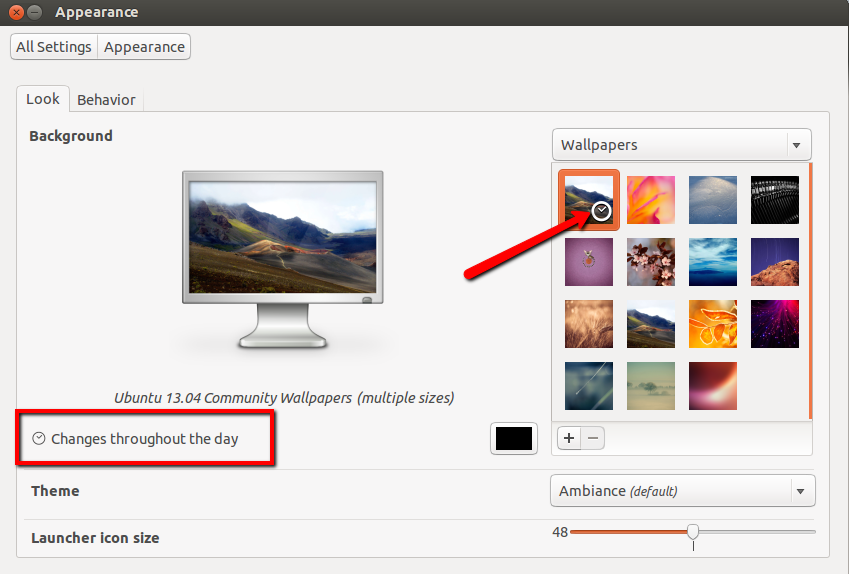 Appearance
All Settings Appearance
Look Behavior
Background
Wallpapers
Ubuntu 13.04 Community Wallpapers (multiple sizes)
Changes throughout the day
+ −
Theme
Ambiance (default)
Launcher icon size
48